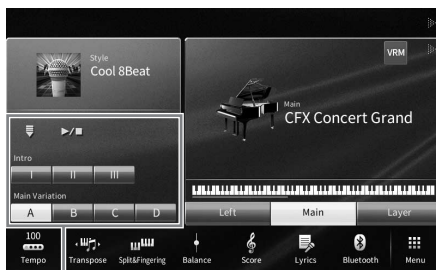 Style
Cool 8Beat
VRM
Main
CFX Concert Grand
Intro
I II III
Main Variation
A B C D
Left Main Layer
100
Tempo Transpose Split&Fingering Balance Score Lyrics Bluetooth Menu